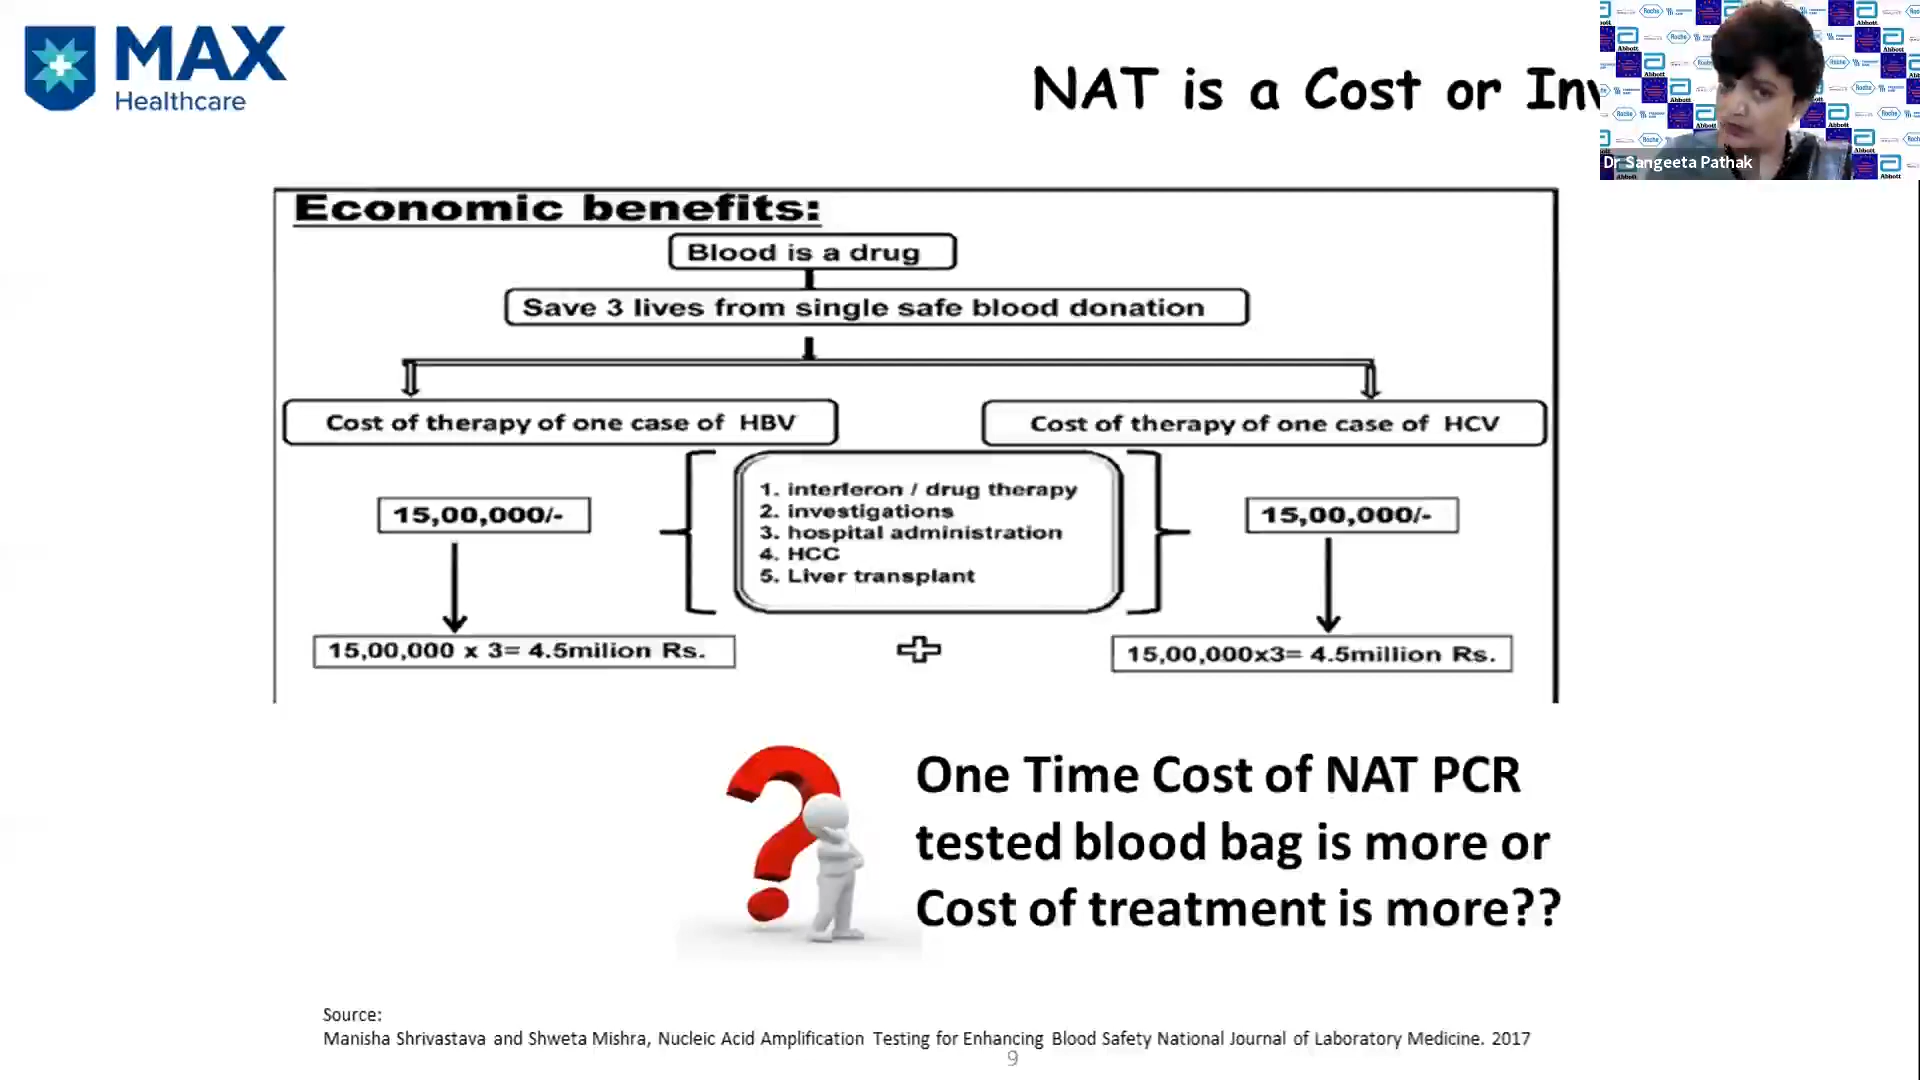 MAX
Healthcare
NAT is a Cost or Inv
Dr Sangeeta Pathak
Economic benefits:
Blood is a drug
Save 3 lives from single safe blood donation
Cost of therapy of one case of HBV
Cost of therapy of one case of HCV
15,00,000/-
1. interferon / drug therapy
2. investigations
3. hospital administration
4. HCC
5. Liver transplant
15,00,000/-
15,00,000 x 3= 4.5milion Rs.
15,00,000x3= 4.5million Rs.
One Time Cost of NAT PCR
tested blood bag is more or
Cost of treatment is more??
Source:
Manisha Shrivastava and Shweta Mishra, Nucleic Acid Amplification Testing for Enhancing Blood Safety National Journal of Laboratory Medicine. 2017
9
Roche
Abbott